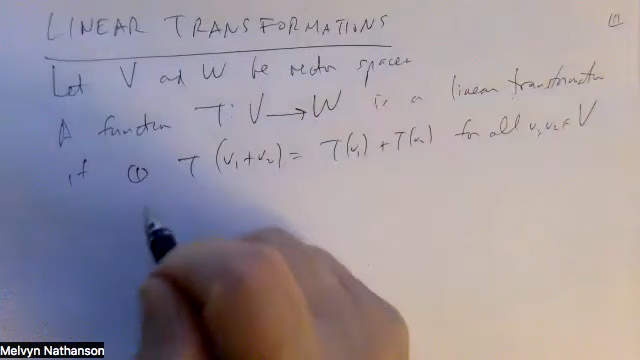 LINEAR TRANSFORMATIONS
Let V and W be vector spaces
A function T: V → W is a linear transformation
if ① T (v₁+v₂) = T(v₁) + T(v₂) for all v₁,v₂ ∈ V
Melvyn Nathanson